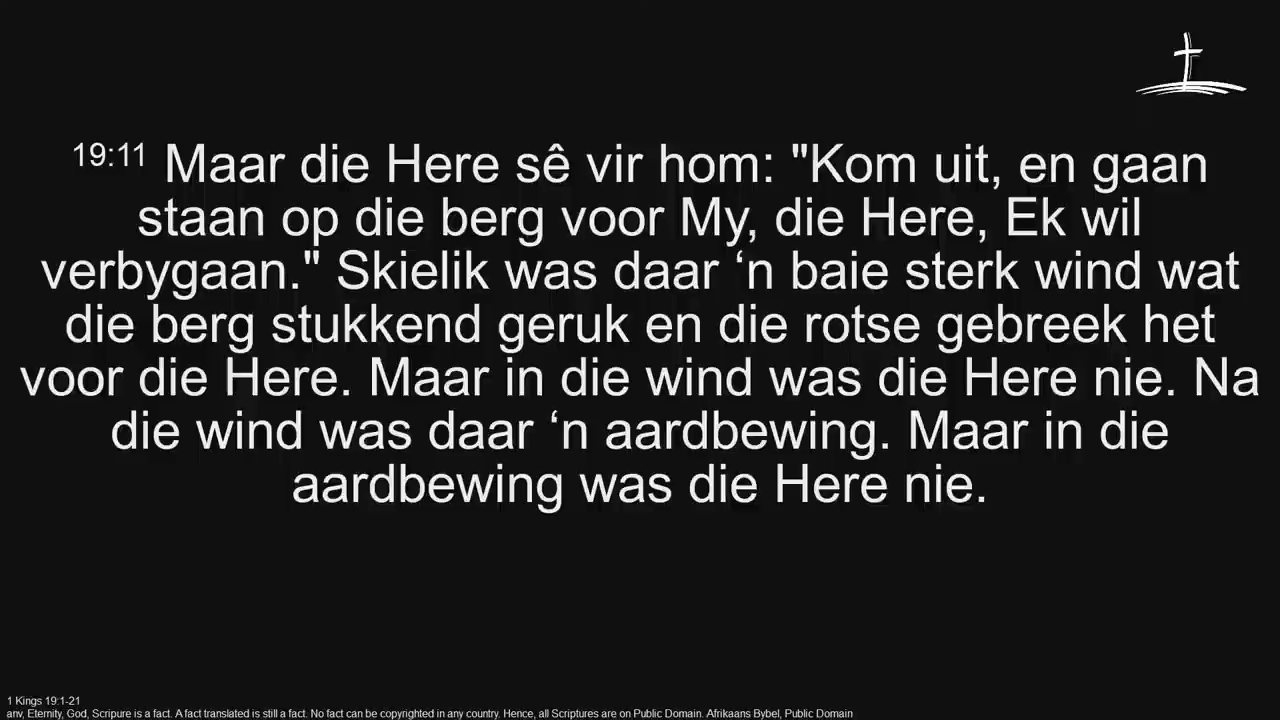 19:11 Maar die Here sê vir hom: "Kom uit, en gaan
staan op die berg voor My, die Here, Ek wil
verbygaan." Skielik was daar ‘n baie sterk wind wat
die berg stukkend geruk en die rotse gebreek het
voor die Here. Maar in die wind was die Here nie. Na
die wind was daar ‘n aardbewing. Maar in die
aardbewing was die Here nie.
1 Kings 19:1-21
anv, Eternity, God, Scripure is a fact. A fact translated is still a fact. No fact can be copyrighted in any country. Hence, all Scriptures are on Public Domain. Afrikaans Bybel, Public Domain